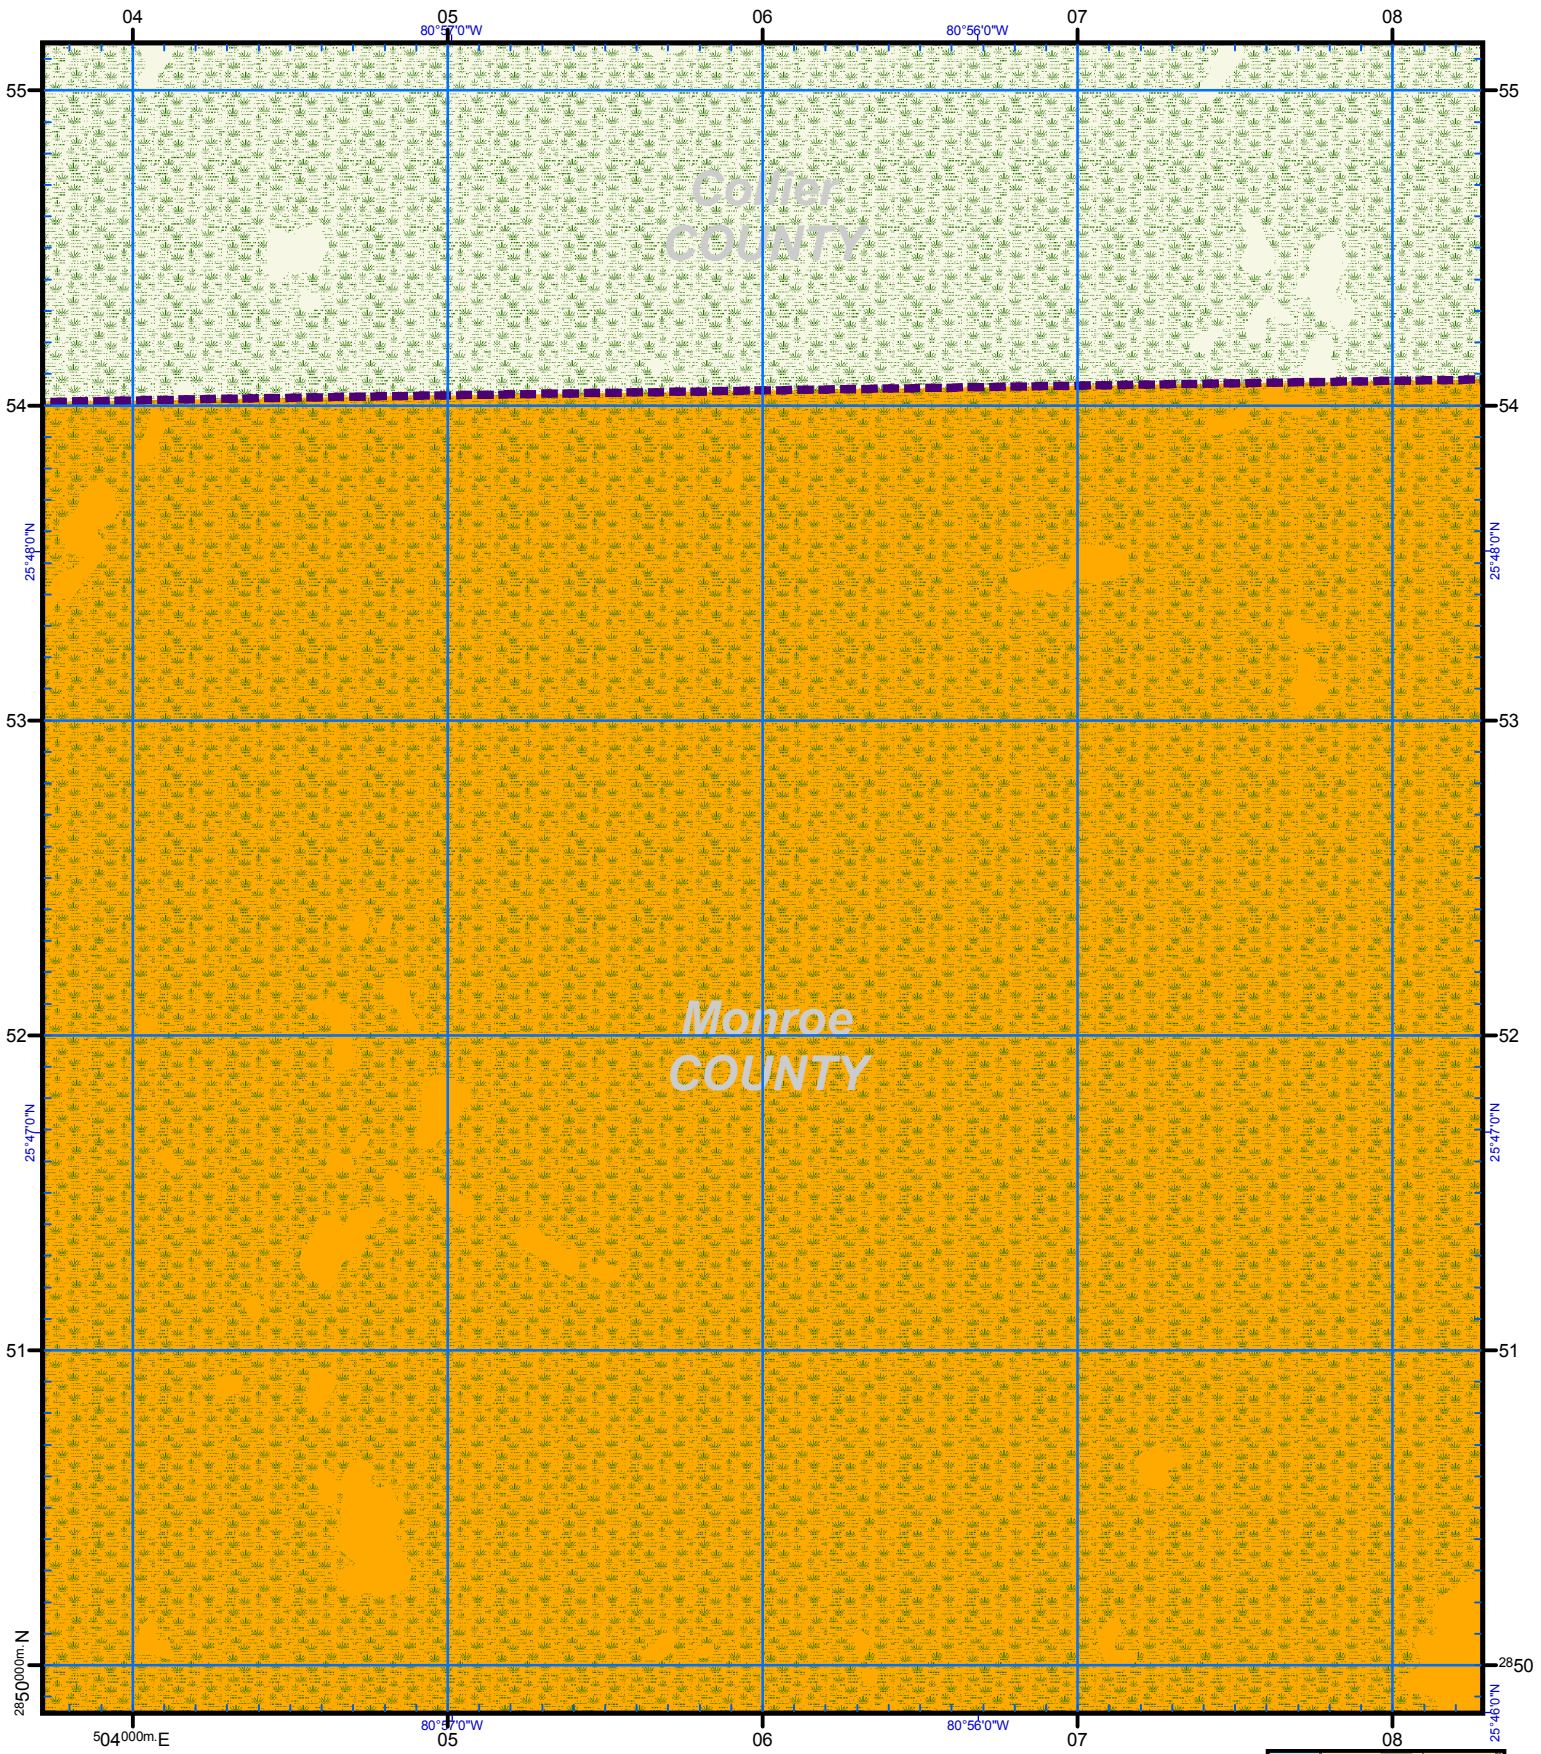 04 05 06 07 08
80°57'0"W 80°56'0"W
55 55
Collier
COUNTY
54 54
25°48'0"N 25°48'0"N
53 53
Monroe
52 52
COUNTY
25°47'0"N 25°47'0"N
51 51
2850000m. N 2850
25°46'0"N
80°57'0"W 80°56'0"W
504000m. E 05 06 07 08